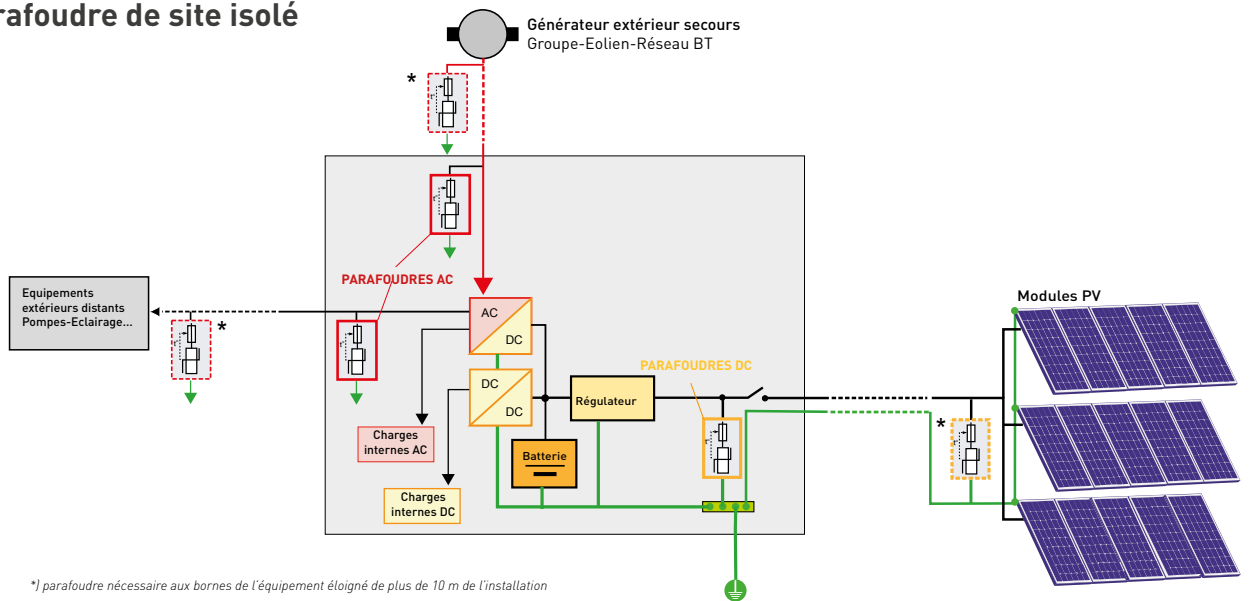 rafoudre de site isolé
Générateur extérieur secours
Groupe-Eolien-Réseau BT
*
PARAFOUDRES AC
Equipements
extérieurs distants
Pompes-Eclairage...
*
AC
DC
Modules PV
PARAFOUDRES DC
DC
DC
Régulateur
*
Charges
internes AC
Batterie
Charges
internes DC
*) parafoudre nécessaire aux bornes de l'équipement éloigné de plus de 10 m de l'installation